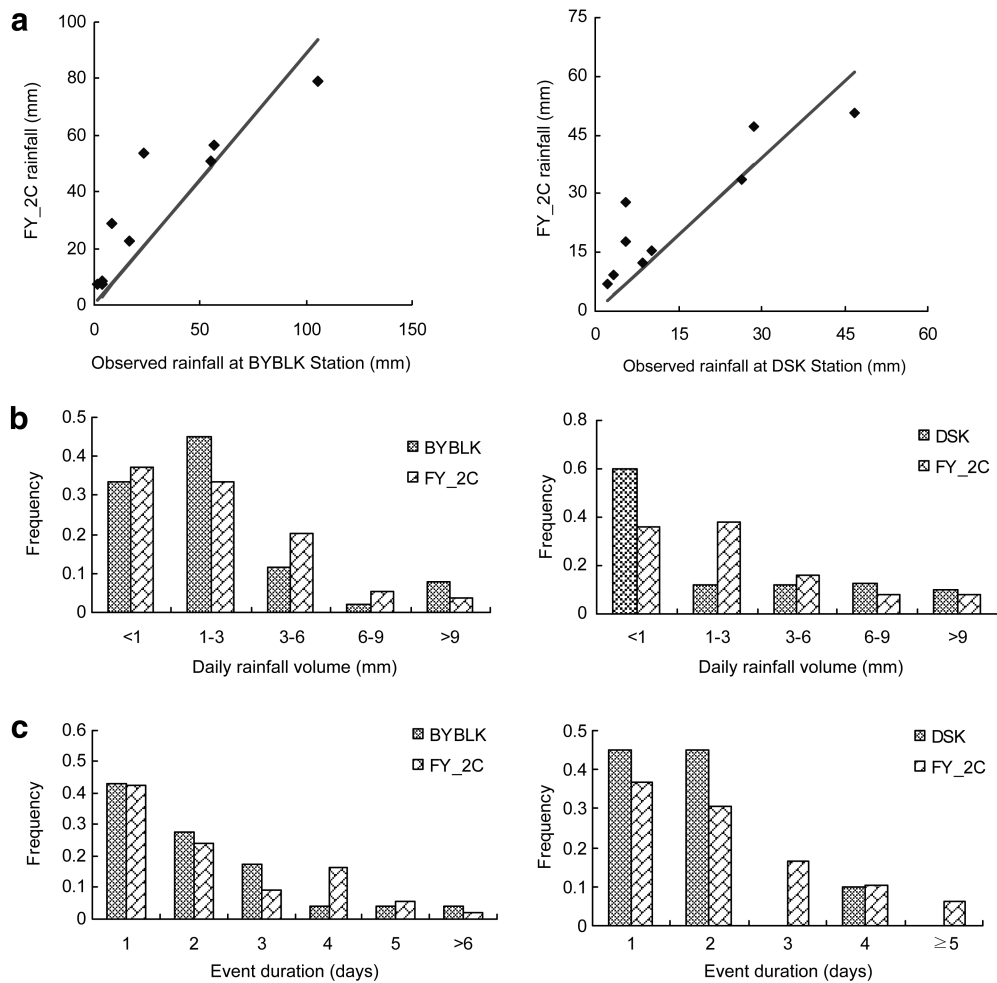 a
100
80
60
40
20
0
0 50 100 150
FY_2C rainfall (mm)
Observed rainfall at BYBLK Station (mm)
75
60
45
30
15
0
0 15 30 45 60
FY_2C rainfall (mm)
Observed rainfall at DSK Station (mm)
b
0.5
0.4
0.3
0.2
0.1
0
Frequency
BYBLK
FY_2C
<1 1-3 3-6 6-9 >9
Daily rainfall volume (mm)
0.8
0.6
0.4
0.2
0
Frequency
DSK
FY_2C
<1 1-3 3-6 6-9 >9
Daily rainfall volume (mm)
c
0.6
0.5
0.4
0.3
0.2
0.1
0
Frequency
BYBLK
FY_2C
1 2 3 4 5 >6
Event duration (days)
0.5
0.4
0.3
0.2
0.1
0
Frequency
DSK
FY_2C
1 2 3 4 ≥5
Event duration (days)